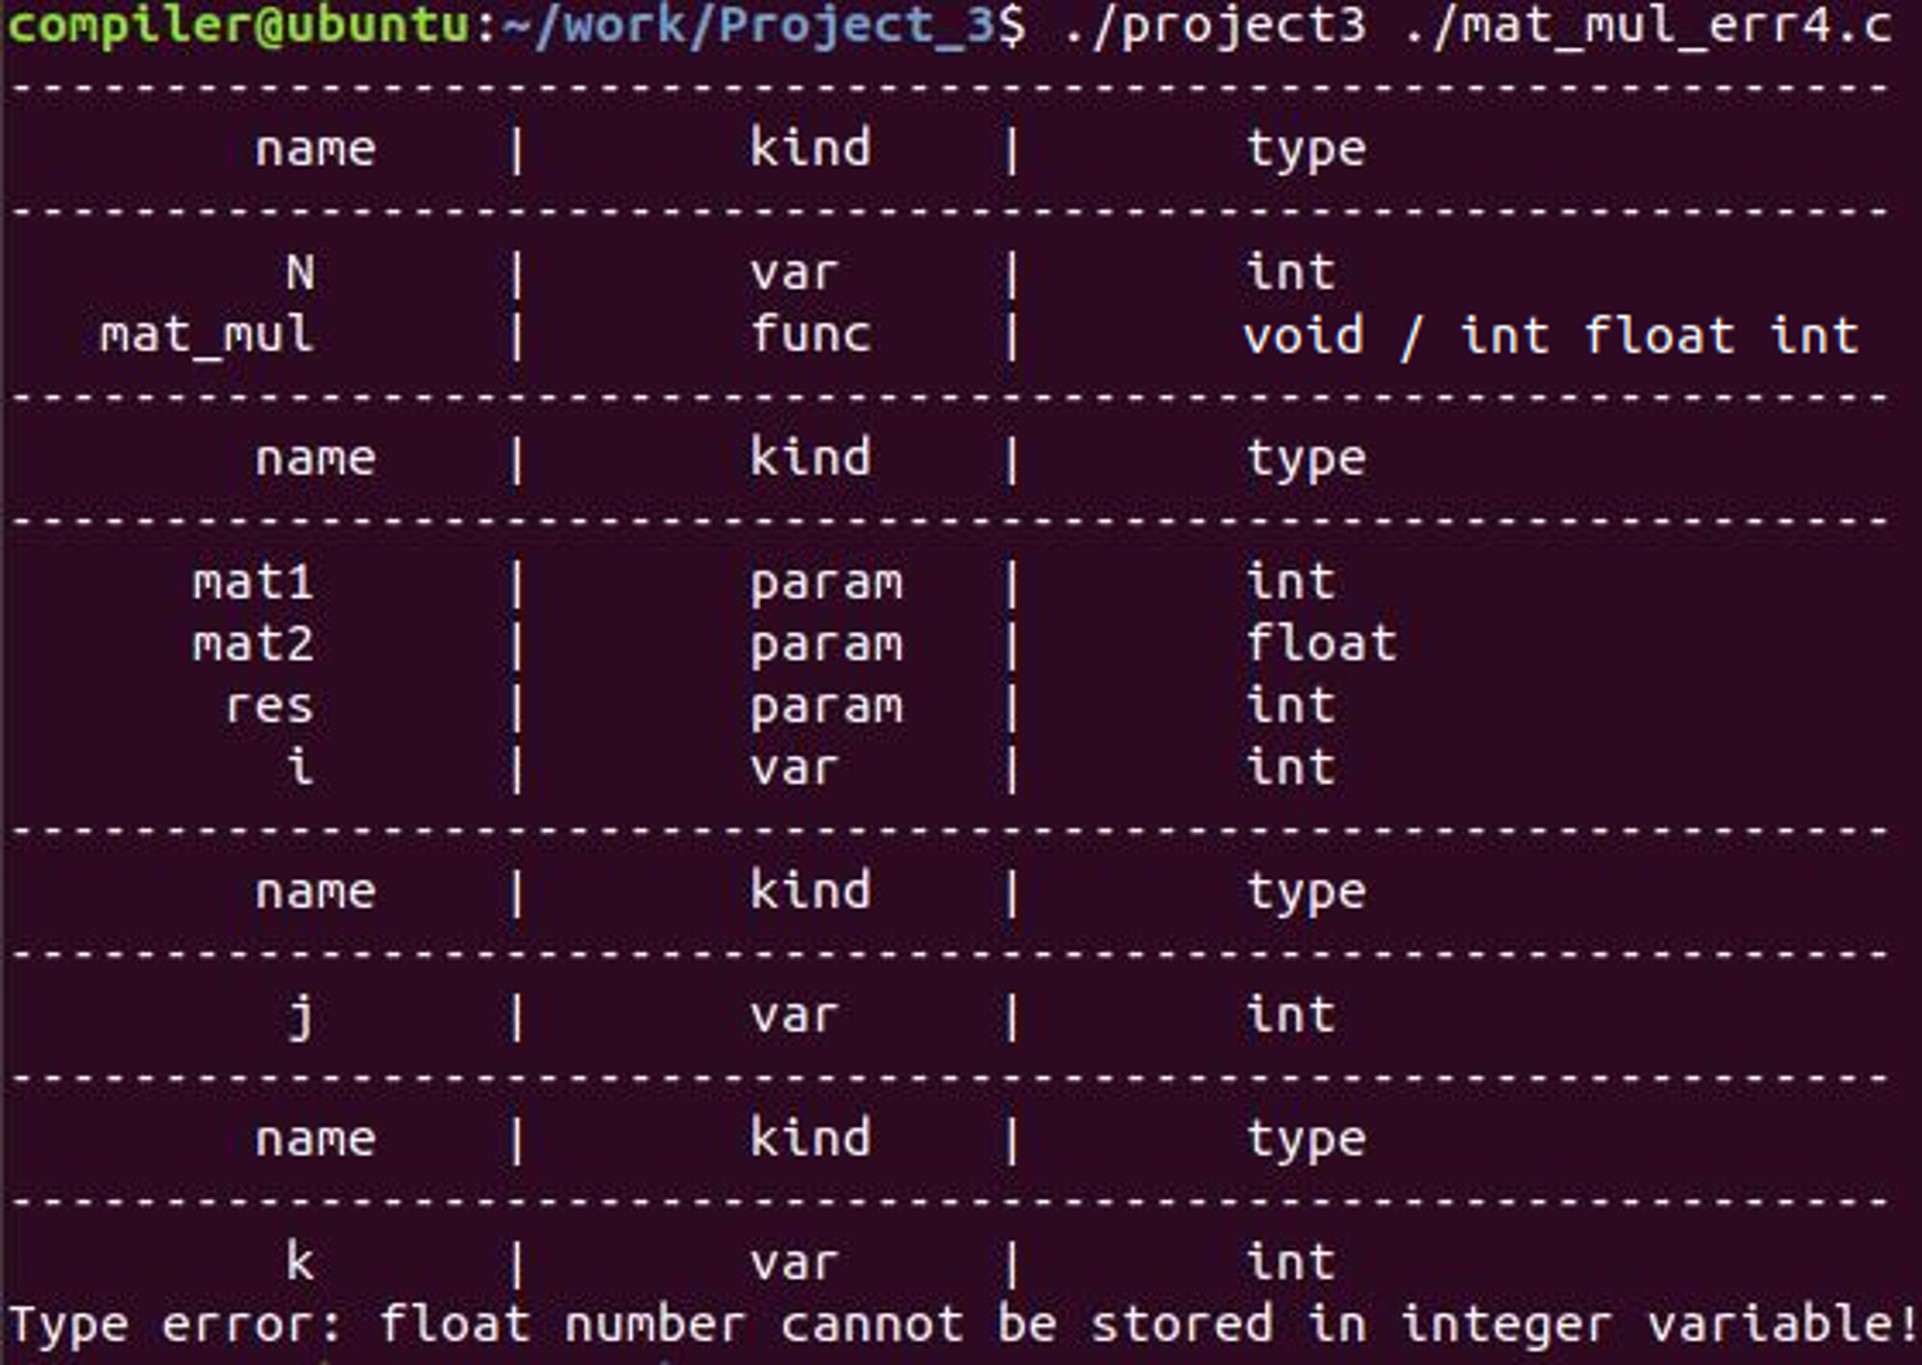 compiler@ubuntu:~/work/Project_3$ ./project3 ./mat_mul_err4.c
-------------------------------------------------------------
name | kind | type
-------------------------------------------------------------
N | var | int
mat_mul | func | void / int float int
-------------------------------------------------------------
name | kind | type
-------------------------------------------------------------
mat1 | param | int
mat2 | param | float
res | param | int
i | var | int
-------------------------------------------------------------
name | kind | type
-------------------------------------------------------------
j | var | int
-------------------------------------------------------------
name | kind | type
-------------------------------------------------------------
k | var | int
Type error: float number cannot be stored in integer variable!